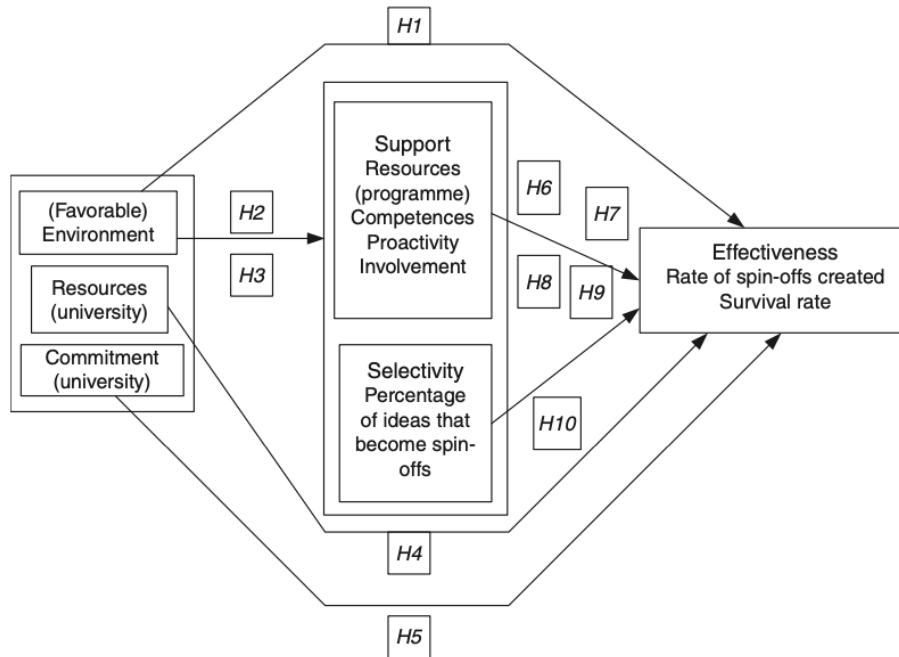 H1
(Favorable)
Environment
Resources
(university)
Commitment
(university)
H2
H3
Support
Resources
(programme)
Competences
Proactivity
Involvement
Selectivity
Percentage
of ideas that
become spin-
offs
H6
H7
H8
H9
H10
Effectiveness
Rate of spin-offs created
Survival rate
H4
H5